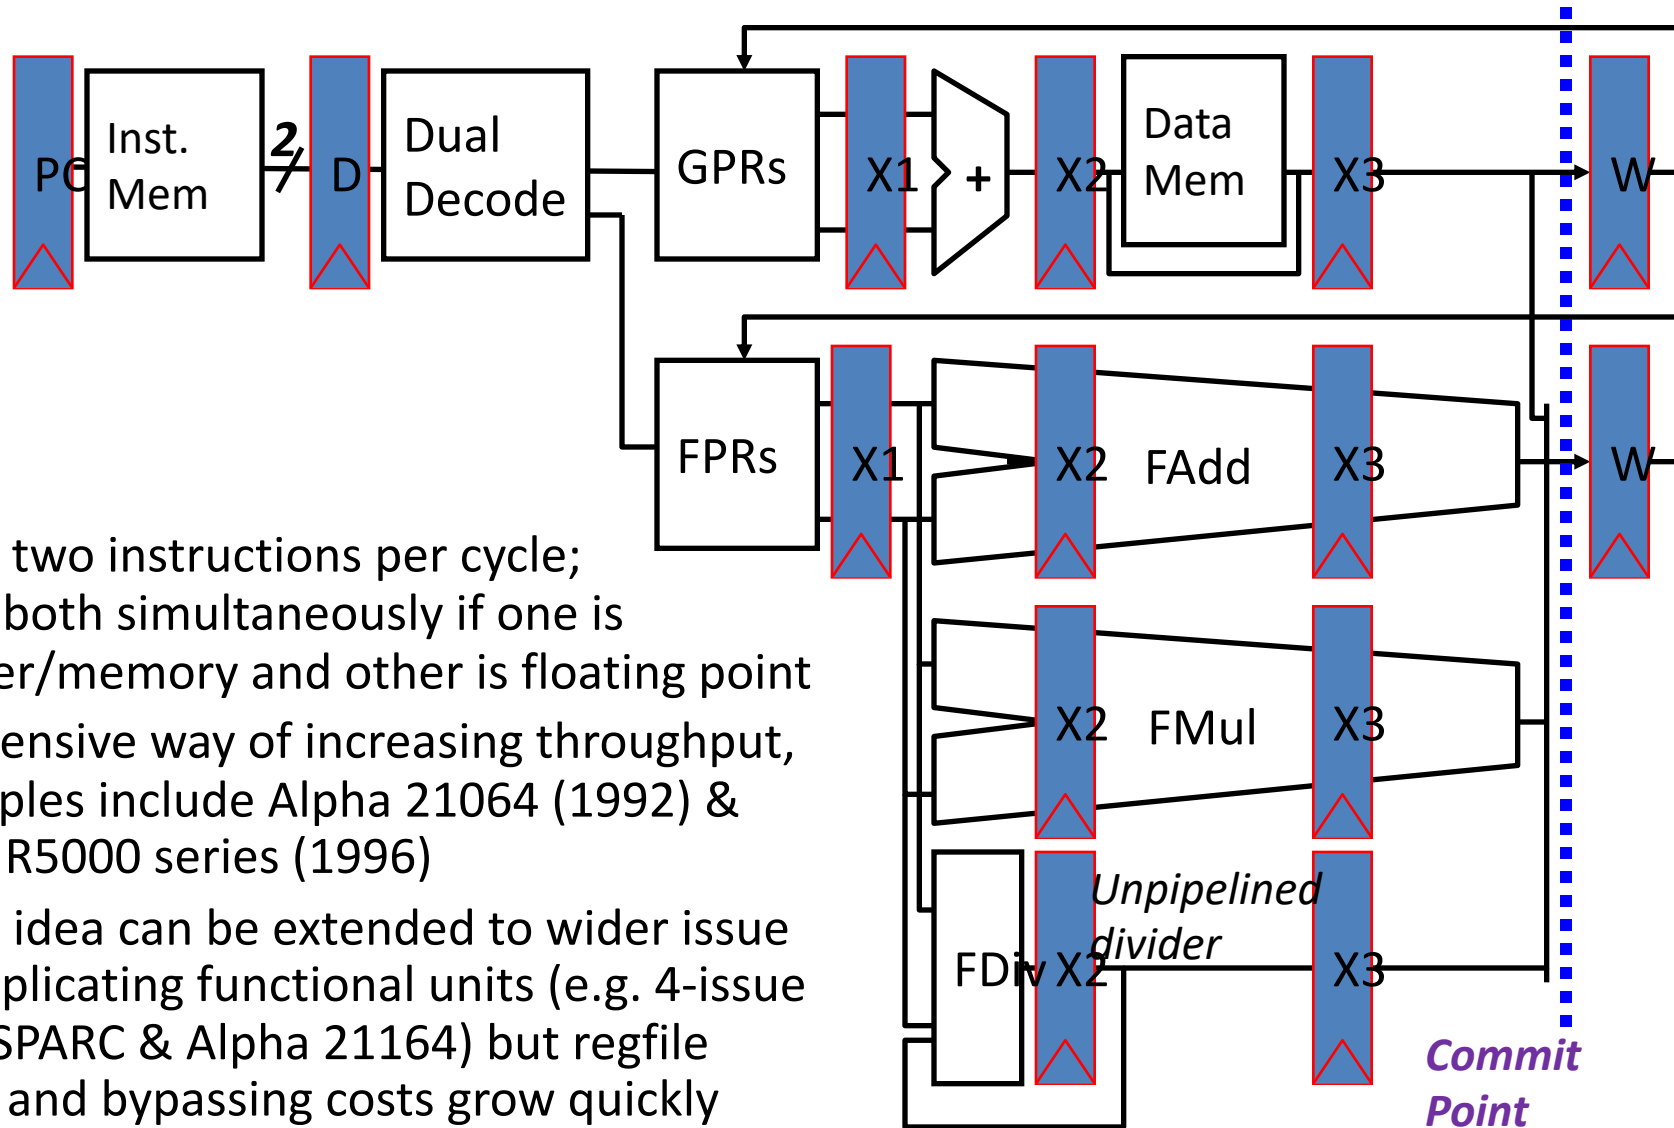 PC
Inst.
Mem
2
D
Dual
Decode
GPRs
X1
+
X2
Data
Mem
X3
W
FPRs
X1
X2
FAdd
X3
W
X2
FMul
X3
FDiv
X2
Unpipelined
divider
X3
Commit
Point
two instructions per cycle;
both simultaneously if one is
er/memory and other is floating point
ensive way of increasing throughput,
ples include Alpha 21064 (1992) &
R5000 series (1996)
idea can be extended to wider issue
plicating functional units (e.g. 4-issue
SPARC & Alpha 21164) but regfile
and bypassing costs grow quickly